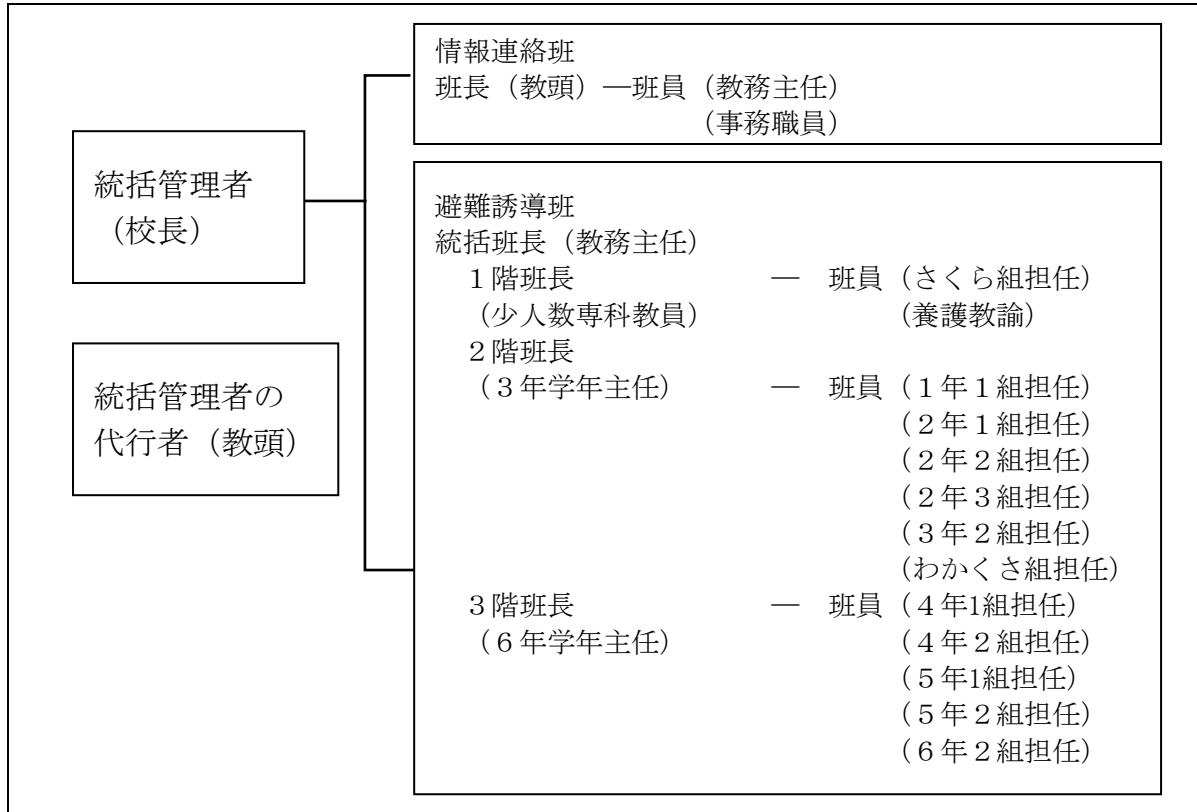 統括管理者
（校長）
統括管理者の
代行者（教頭）
情報連絡班
班長（教頭）―班員（教務主任）
（事務職員）
避難誘導班
統括班長（教務主任）
１階班長　―　班員（さくら組担任）
（少人数専科教員）　（養護教諭）
２階班長
（３年学年主任）　―　班員（１年１組担任）
（２年１組担任）
（２年２組担任）
（２年３組担任）
（３年２組担任）
（わかくさ組担任）
３階班長　―　班員（４年1組担任）
（６年学年主任）　（４年２組担任）
（５年1組担任）
（５年２組担任）
（６年２組担任）